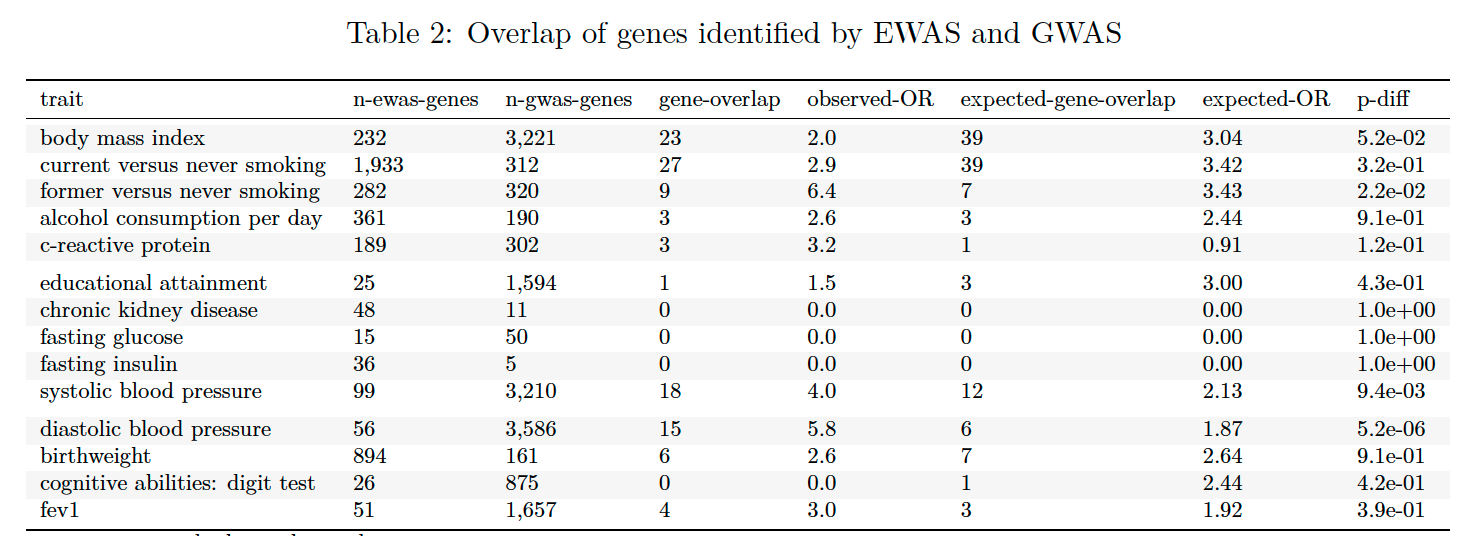 Table 2: Overlap of genes identified by EWAS and GWAS
trait n-ewas-genes n-gwas-genes gene-overlap observed-OR expected-gene-overlap expected-OR p-diff
body mass index 232 3,221 23 2.0 39 3.04 5.2e-02
current versus never smoking 1,933 312 27 2.9 39 3.42 3.2e-01
former versus never smoking 282 320 9 6.4 7 3.43 2.2e-02
alcohol consumption per day 361 190 3 2.6 3 2.44 9.1e-01
c-reactive protein 189 302 3 3.2 1 0.91 1.2e-01
educational attainment 25 1,594 1 1.5 3 3.00 4.3e-01
chronic kidney disease 48 11 0 0.0 0 0.00 1.0e+00
fasting glucose 15 50 0 0.0 0 0.00 1.0e+00
fasting insulin 36 5 0 0.0 0 0.00 1.0e+00
systolic blood pressure 99 3,210 18 4.0 12 2.13 9.4e-03
diastolic blood pressure 56 3,586 15 5.8 6 1.87 5.2e-06
birthweight 894 161 6 2.6 7 2.64 9.1e-01
cognitive abilities: digit test 26 875 0 0.0 1 2.44 4.2e-01
fev1 51 1,657 4 3.0 3 1.92 3.9e-01